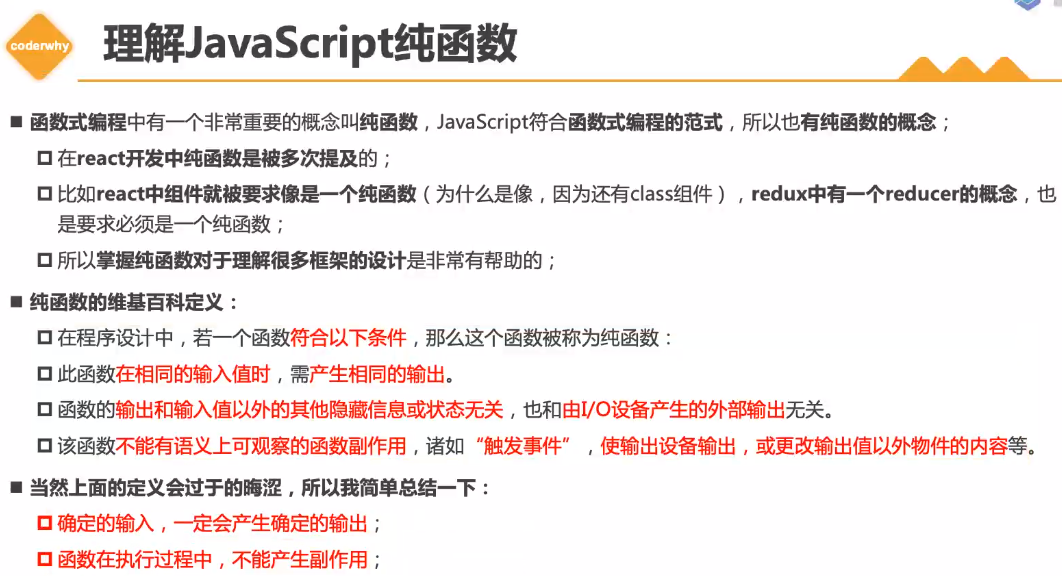 coderwhy
理解JavaScript纯函数
函数式编程中有一个非常重要的概念叫纯函数，JavaScript符合函数式编程的范式，所以也有纯函数的概念；
在react开发中纯函数是被多次提及的；
比如react中组件就被要求像是一个纯函数（为什么是像，因为还有class组件），redux中有一个reducer的概念，也
是要求必须是一个纯函数；
所以掌握纯函数对于理解很多框架的设计是非常有帮助的；
纯函数的维基百科定义：
在程序设计中，若一个函数符合以下条件，那么这个函数被称为纯函数：
此函数在相同的输入值时，需产生相同的输出。
函数的输出和输入值以外的其他隐藏信息或状态无关，也和由I/O设备产生的外部输出无关。
该函数不能有语义上可观察的函数副作用，诸如“触发事件”，使输出设备输出，或更改输出值以外物件的内容等。
当然上面的定义会过于的晦涩，所以我简单总结一下：
确定的输入，一定会产生确定的输出；
函数在执行过程中，不能产生副作用；